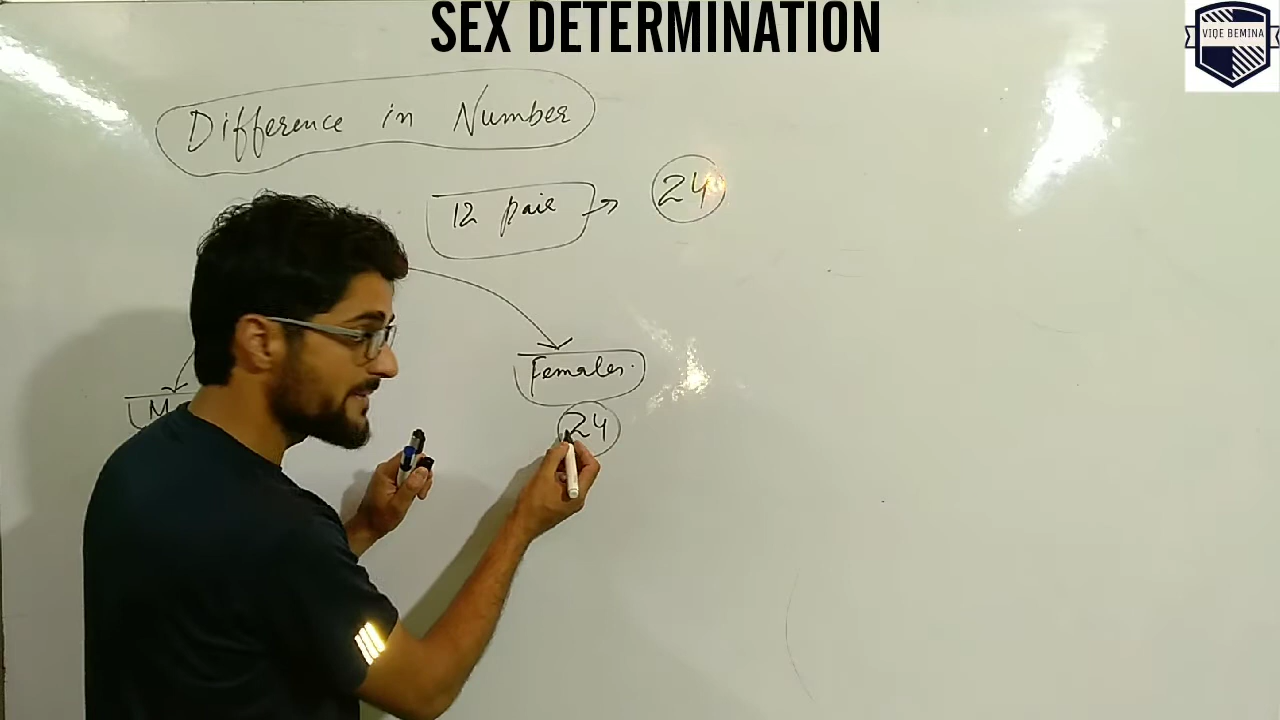 SEX DETERMINATION
VIQE BEMINA
Difference in Number
12 pair → 24
Females.
24